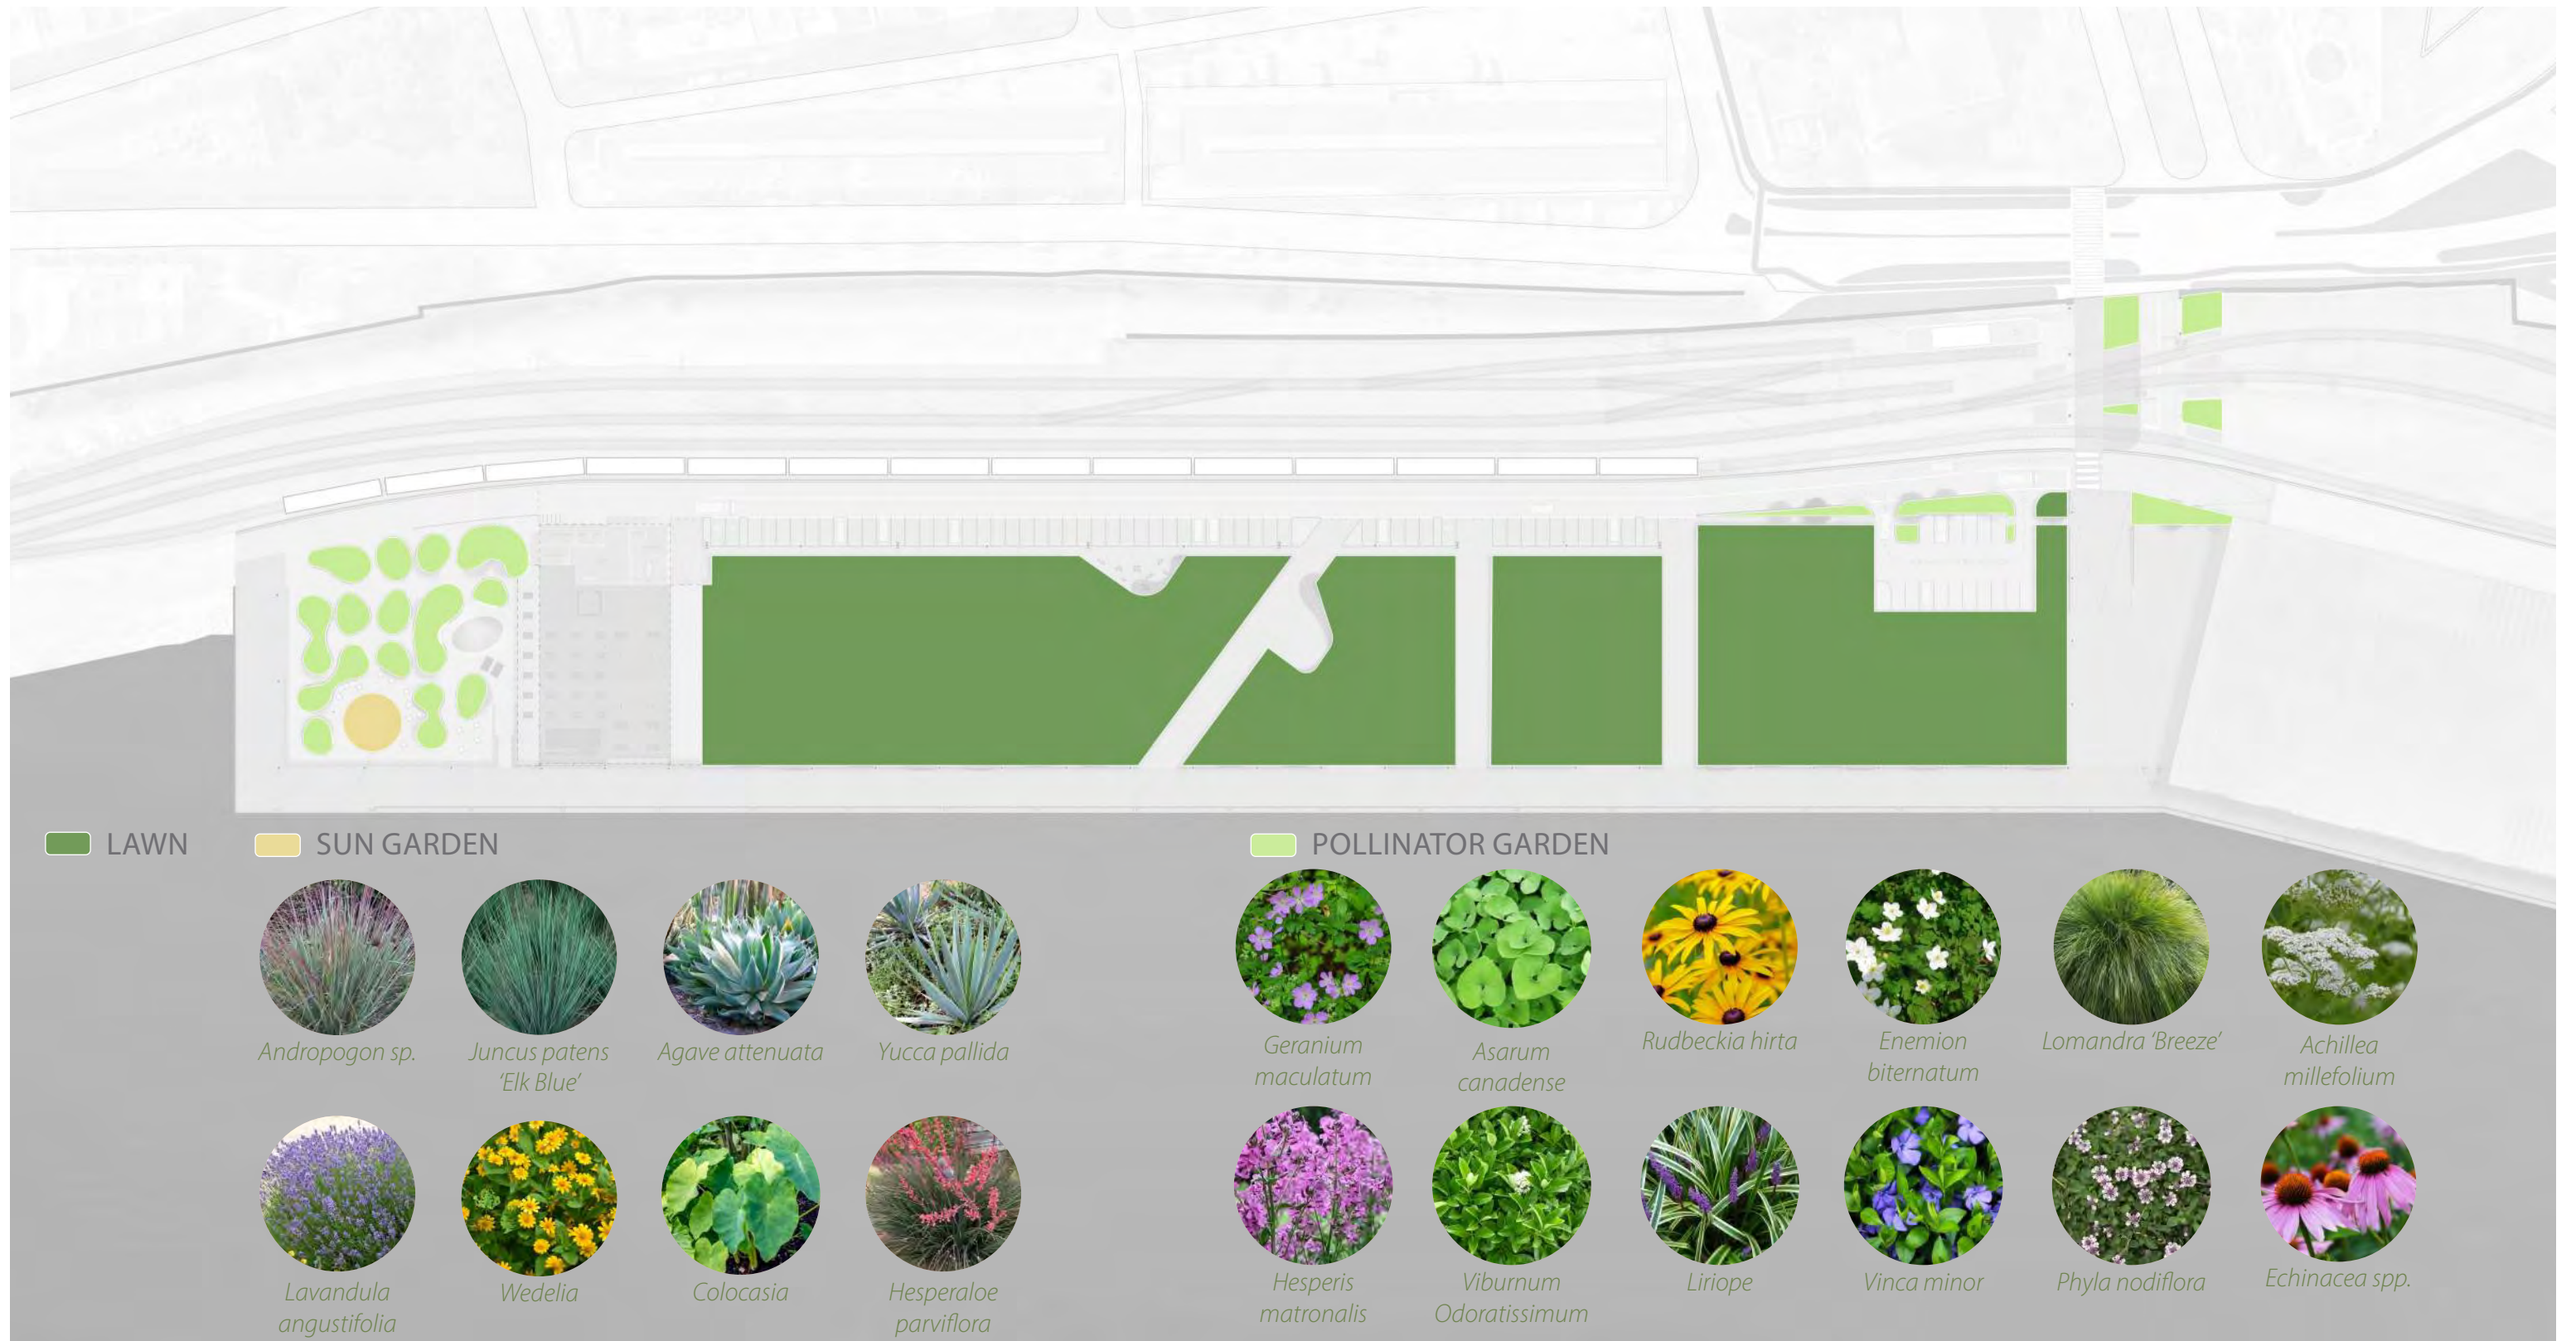 LAWN
SUN GARDEN
POLLINATOR GARDEN
Andropogon sp.
Juncus patens
‘Elk Blue’
Agave attenuata
Yucca pallida
Geranium
maculatum
Asarum
canadense
Rudbeckia hirta
Enemion
biternatum
Lomandra ‘Breeze’
Achillea
millefolium
Lavandula
angustifolia
Wedelia
Colocasia
Hesperaloe
parviflora
Hesperis
matronalis
Viburnum
Odoratissimum
Liriope
Vinca minor
Phyla nodiflora
Echinacea spp.